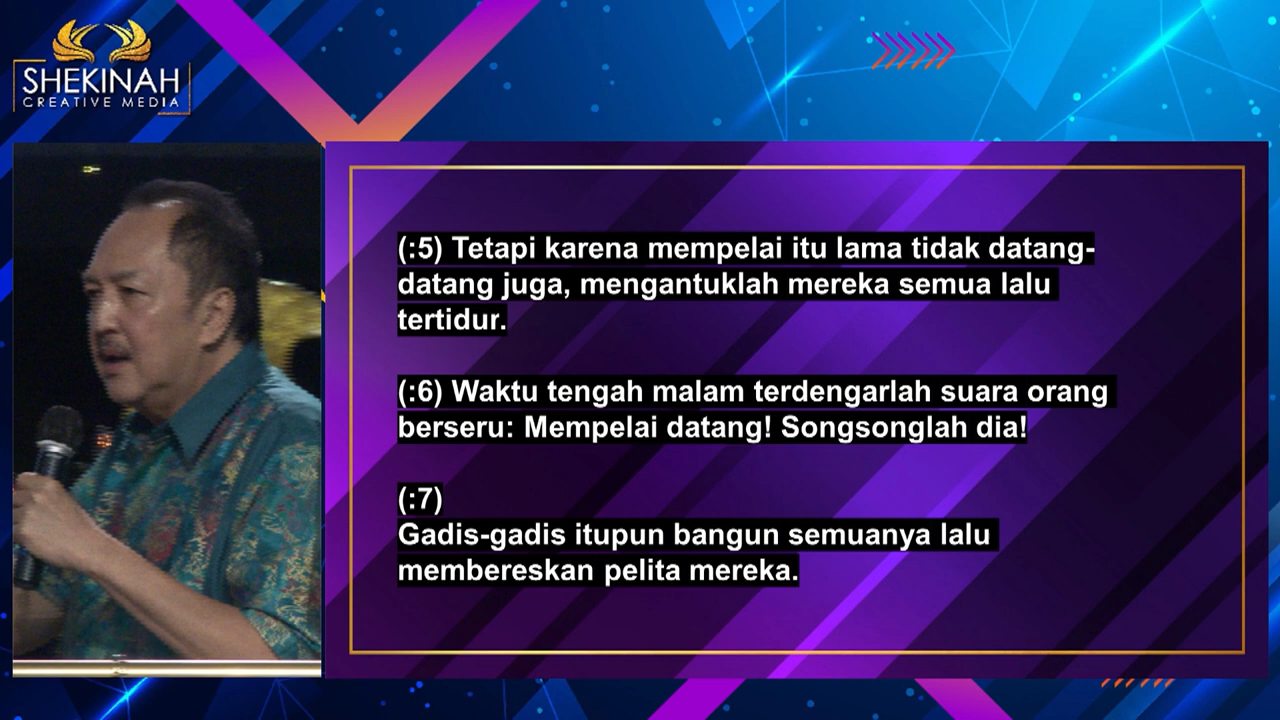 SHEKINAH
CREATIVE MEDIA
(:5) Tetapi karena mempelai itu lama tidak datang-
datang juga, mengantuklah mereka semua lalu
tertidur.
(:6) Waktu tengah malam terdengarlah suara orang
berseru: Mempelai datang! Songsonglah dia!
(:7)
Gadis-gadis itupun bangun semuanya lalu
membereskan pelita mereka.